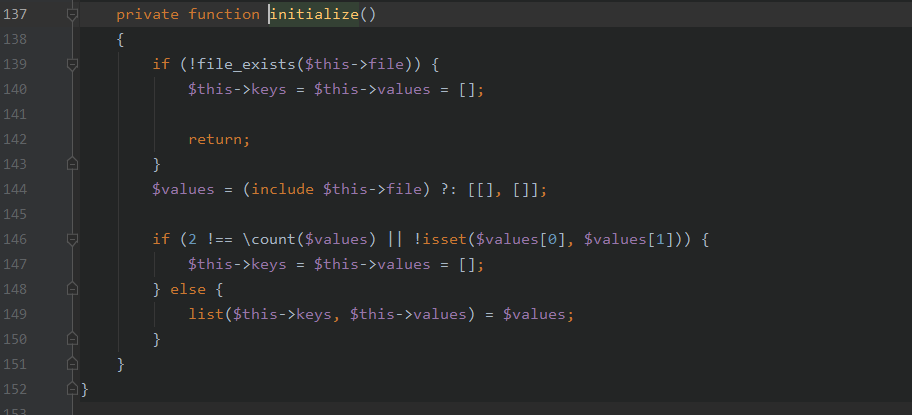 137 private function initialize()
138 {
139 if (!file_exists($this->file)) {
140 $this->keys = $this->values = [];
141
142 return;
143 }
144 $values = (include $this->file) ?: [[], []];
145
146 if (2 !== \count($values) || !isset($values[0], $values[1])) {
147 $this->keys = $this->values = [];
148 } else {
149 list($this->keys, $this->values) = $values;
150 }
151 }
152 }
153